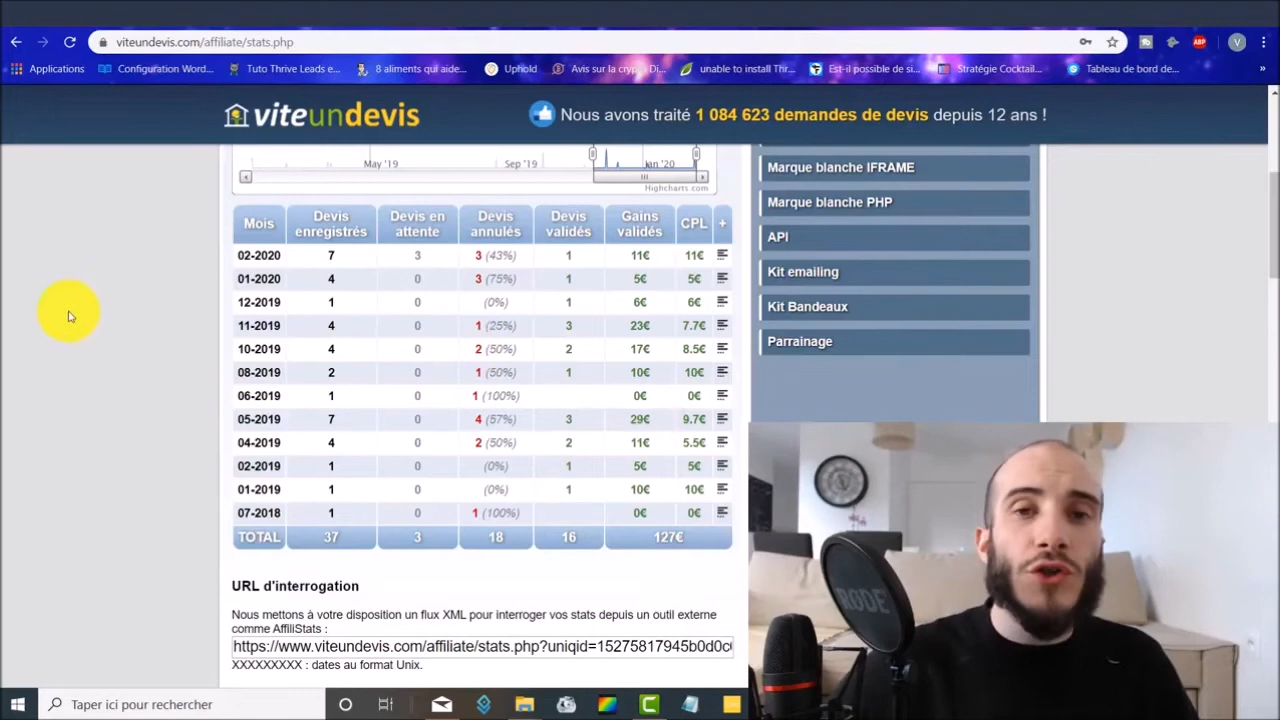 viteundevis.com/affiliate/stats.php
V
Applications
Configuration Word...
Tuto Thrive Leads e...
8 aliments qui aide...
Uphold
Avis sur la crypto Di...
unable to install Thr...
Est-il possible de si...
Stratégie Cocktail...
Tableau de bord de...
»
viteundevis
Nous avons traité 1 084 623 demandes de devis depuis 12 ans !
May '19 Sep '19 Jan '20
Highcharts.com
Mois Devis enregistrés Devis en attente Devis annulés Devis validés Gains validés CPL +
02-2020 7 3 3 (43%) 1 11€ 11€
01-2020 4 0 3 (75%) 1 5€ 5€
12-2019 1 0 (0%) 1 6€ 6€
11-2019 4 0 1 (25%) 3 23€ 7.7€
10-2019 4 0 2 (50%) 2 17€ 8.5€
08-2019 2 0 1 (50%) 1 10€ 10€
06-2019 1 0 1 (100%) 0€ 0€
05-2019 7 0 4 (57%) 3 29€ 9.7€
04-2019 4 0 2 (50%) 2 11€ 5.5€
02-2019 1 0 (0%) 1 5€ 5€
01-2019 1 0 (0%) 1 10€ 10€
07-2018 1 0 1 (100%) 0€ 0€
TOTAL 37 3 18 16 127€
URL d'interrogation
Nous mettons à votre disposition un flux XML pour interroger vos stats depuis un outil externe
comme AffiliStats :
https://www.viteundevis.com/affiliate/stats.php?uniqid=15275817945b0d0c
XXXXXXXXX : dates au format Unix.
Marque blanche IFRAME
Marque blanche PHP
API
Kit emailing
Kit Bandeaux
Parrainage
RODE
Taper ici pour rechercher